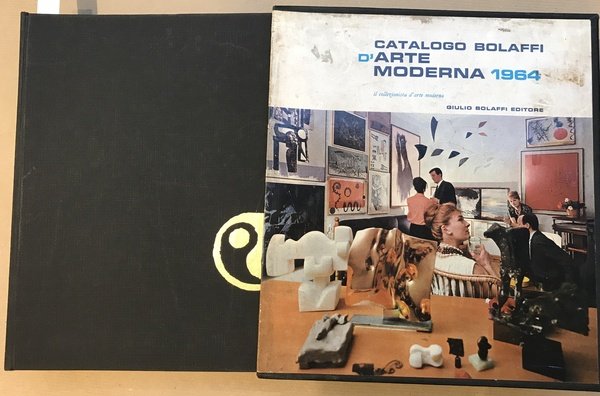 CATALOGO BOLAFFI
D'ARTE
MODERNA 1964
il collezionista d'arte moderna
GIULIO BOLAFFI EDITORE